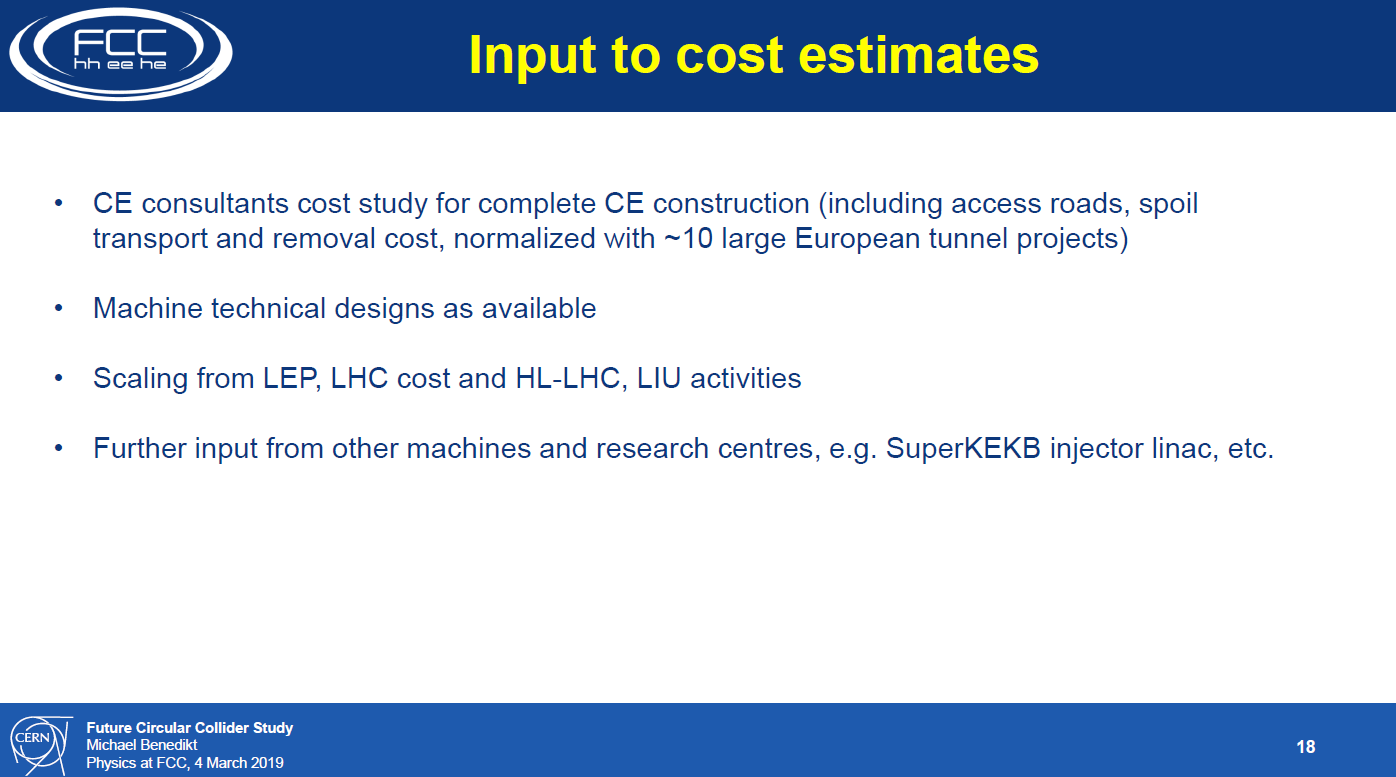 FCC
hh ee he
Input to cost estimates
• CE consultants cost study for complete CE construction (including access roads, spoil
transport and removal cost, normalized with ~10 large European tunnel projects)
• Machine technical designs as available
• Scaling from LEP, LHC cost and HL-LHC, LIU activities
• Further input from other machines and research centres, e.g. SuperKEKB injector linac, etc.
CERN
Future Circular Collider Study
Michael Benedikt
Physics at FCC, 4 March 2019
18